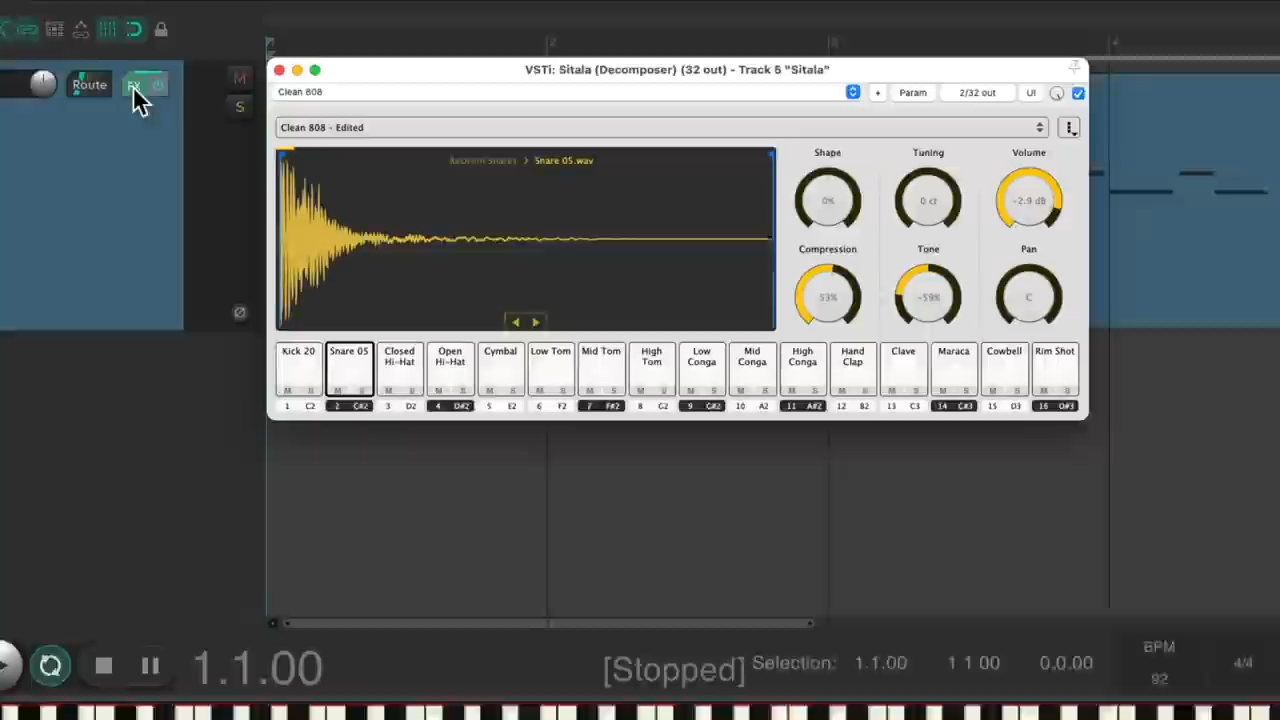 2
3
4
Route
FX
M
S
VSTi: Sitala (Decomposer) (32 out) - Track 5 "Sitala"
Clean 808
+
Param
2/32 out
UI
Clean 808 - Edited
Snare 05.wav
Shape
Tuning
Volume
0%
0 ct
-2.9 dB
Compression
Tone
Pan
53%
-59%
C
Kick 20
Snare 05
Closed Hi-Hat
Open Hi-Hat
Cymbal
Low Tom
Mid Tom
High Tom
Low Conga
Mid Conga
High Conga
Hand Clap
Clave
Maraca
Cowbell
Rim Shot
M S M S M S M S M S M S M S M S M S M S M S M S M S M S M S M S
1 C2 2 C#2 3 D2 4 D#2 5 E2 6 F2 7 F#2 8 G2 9 G#2 10 A2 11 A#2 12 B2 13 C3 14 C#3 15 D3 16 D#3
1.1.00
[Stopped]
Selection:
1.1.00
1 1 00
0.0.00
BPM
92
4/4